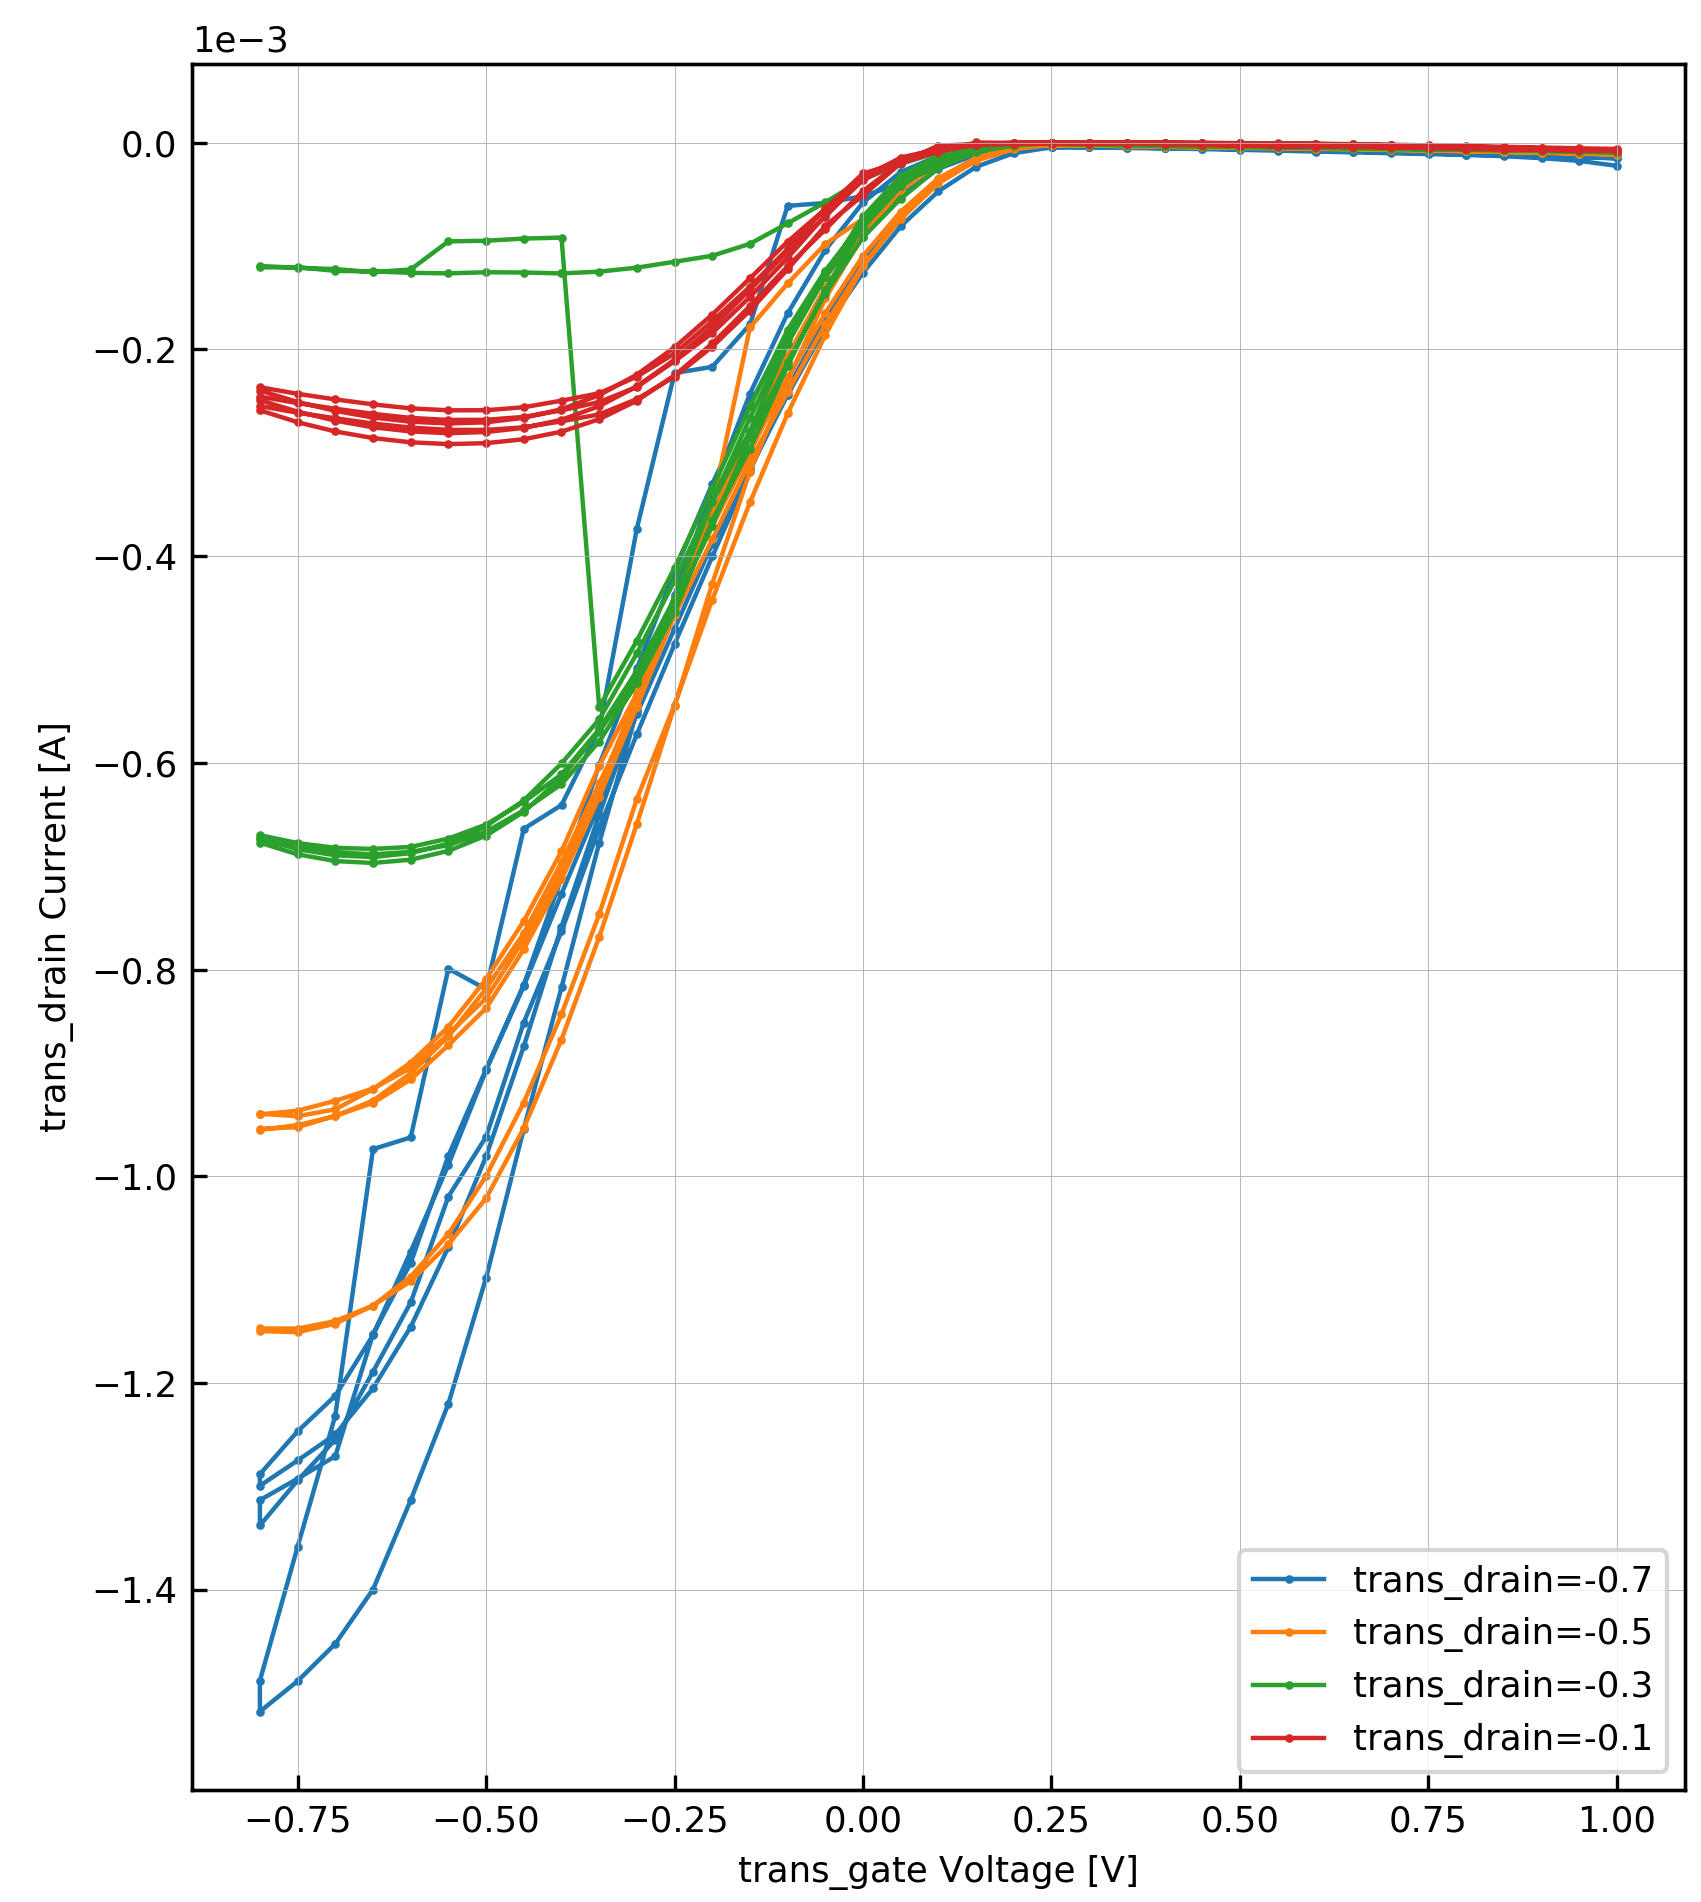 1e−3
0.0
−0.2
−0.4
−0.6
−0.8
−1.0
−1.2
−1.4
trans_drain Current [A]
−0.75 −0.50 −0.25 0.00 0.25 0.50 0.75 1.00
trans_gate Voltage [V]
trans_drain=-0.7
trans_drain=-0.5
trans_drain=-0.3
trans_drain=-0.1